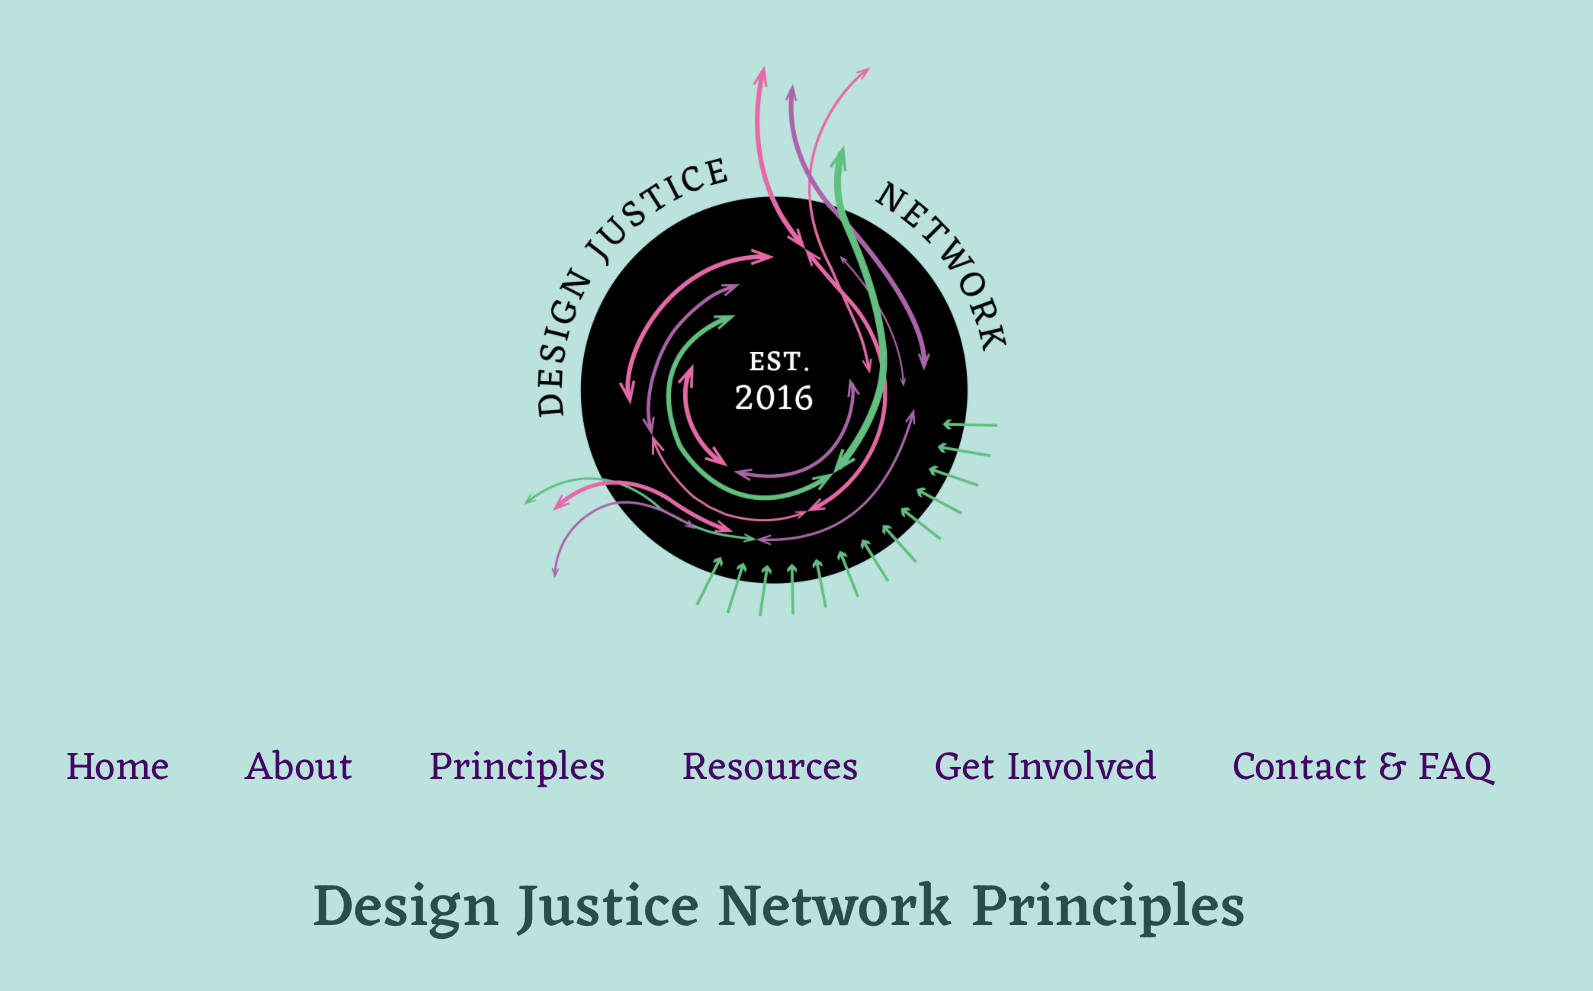 DESIGN JUSTICE NETWORK
EST.
2016
Home About Principles Resources Get Involved Contact & FAQ
Design Justice Network Principles